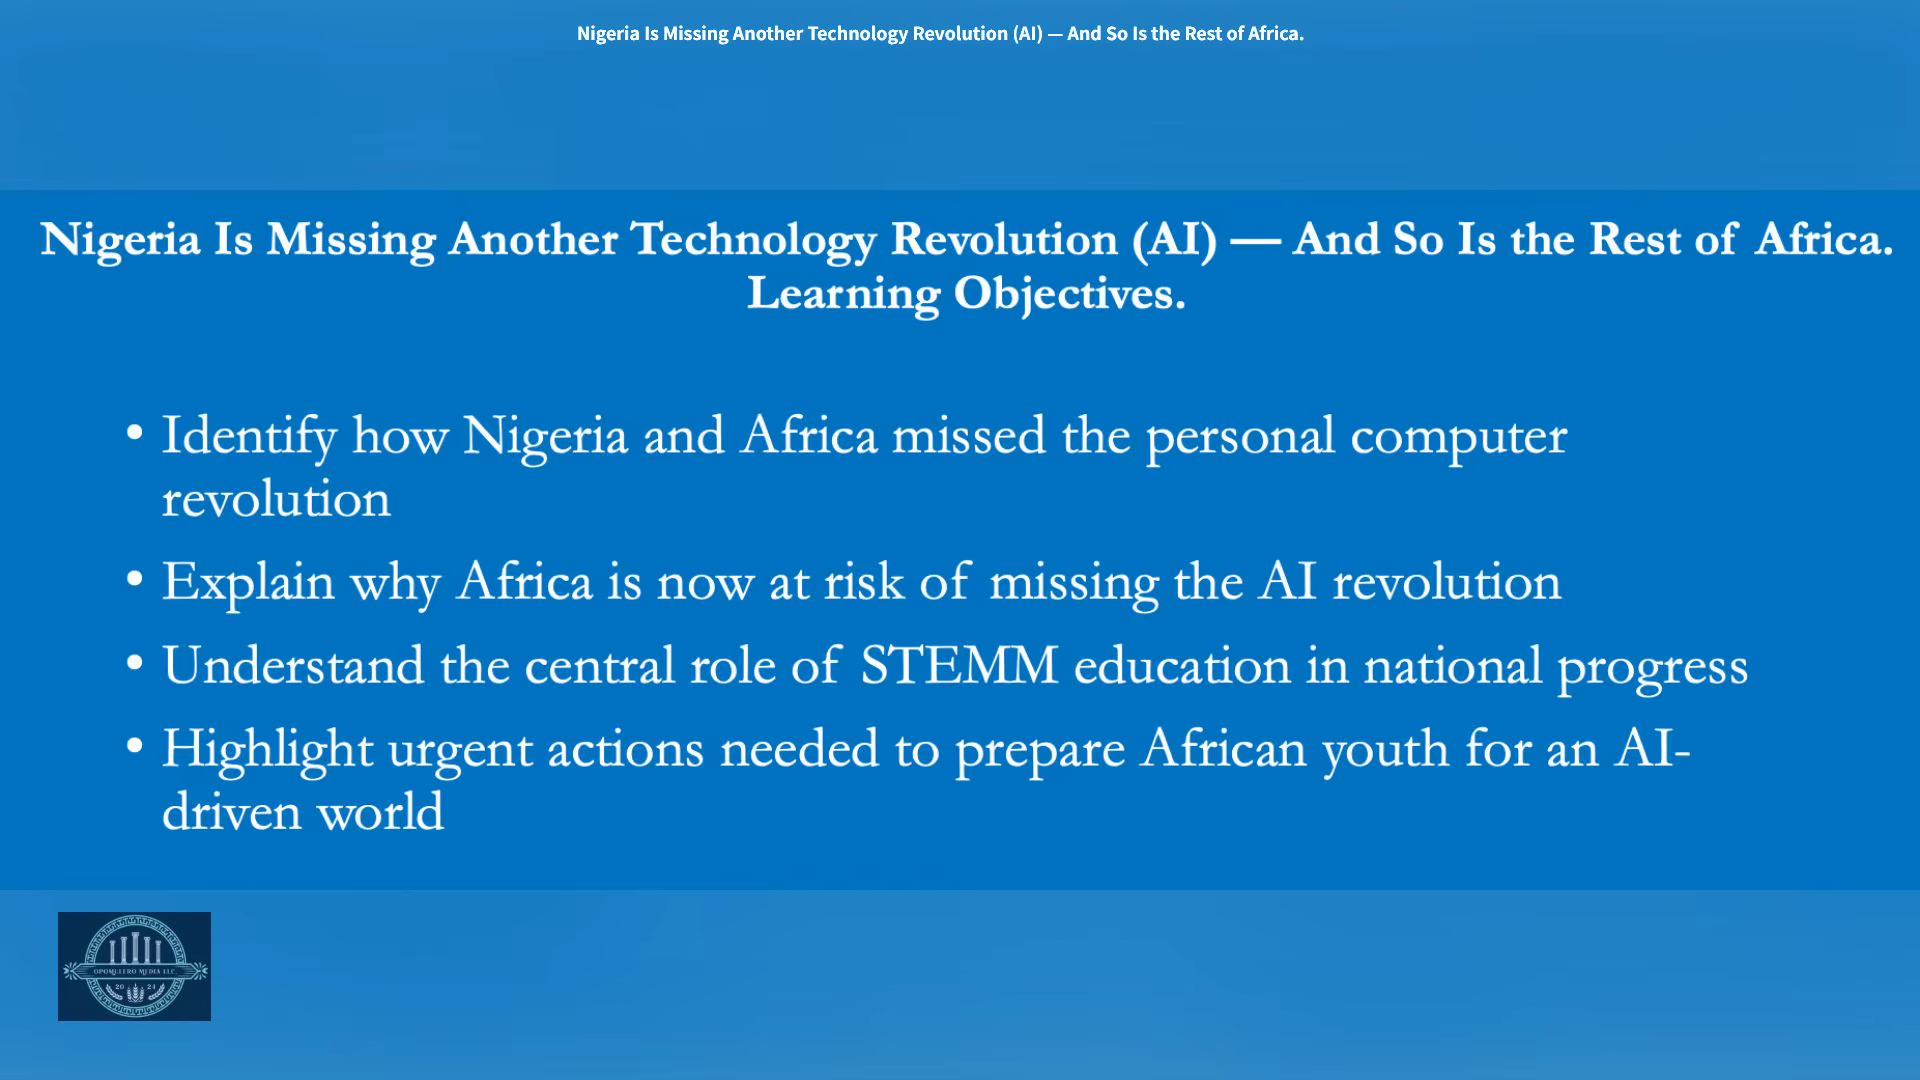 Nigeria Is Missing Another Technology Revolution (AI) — And So Is the Rest of Africa.
Nigeria Is Missing Another Technology Revolution (AI) — And So Is the Rest of Africa.
Learning Objectives.
• Identify how Nigeria and Africa missed the personal computer
revolution
• Explain why Africa is now at risk of missing the AI revolution
• Understand the central role of STEMM education in national progress
• Highlight urgent actions needed to prepare African youth for an AI-
driven world
OPOMULERO MEDIA LLC.
20 24